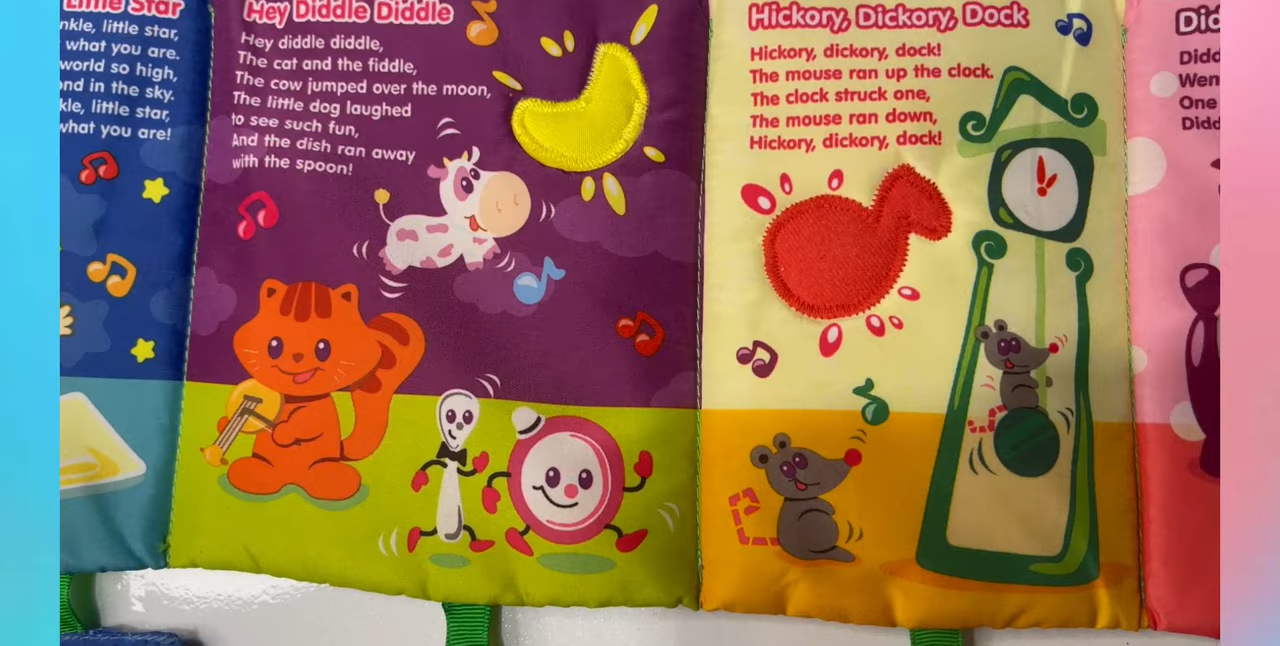 Little Star
nkle, little star,
what you are.
world so high,
ond in the sky.
kle, little star,
what you are!
Hey Diddle Diddle
Hey diddle diddle,
The cat and the fiddle,
The cow jumped over the moon,
The little dog laughed
to see such fun,
And the dish ran away
with the spoon!
Hickory, Dickory, Dock
Hickory, dickory, dock!
The mouse ran up the clock.
The clock struck one,
The mouse ran down,
Hickory, dickory, dock!
Did
Didd
Wen
One
Didd